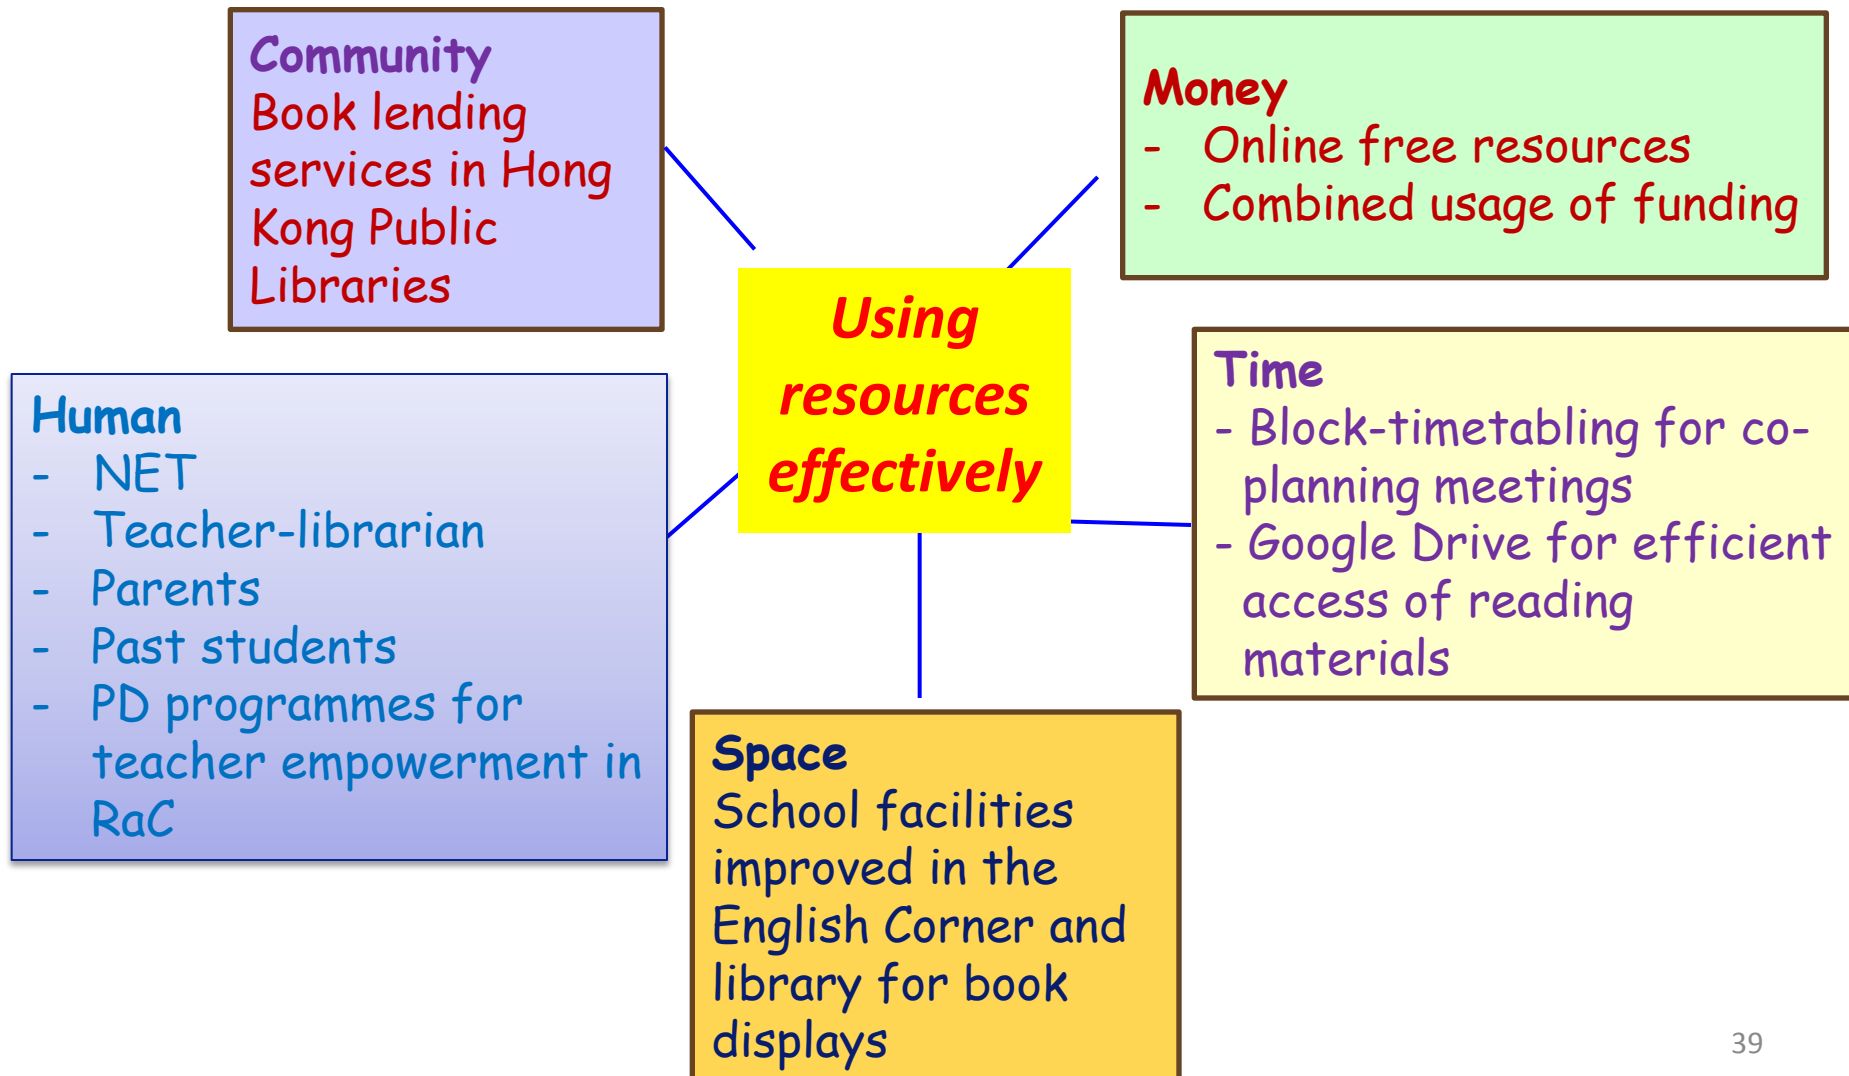 Community
Book lending
services in Hong
Kong Public
Libraries
Money
- Online free resources
- Combined usage of funding
Using
resources
effectively
Human
- NET
- Teacher-librarian
- Parents
- Past students
- PD programmes for
teacher empowerment in
RaC
Time
- Block-timetabling for co-
planning meetings
- Google Drive for efficient
access of reading
materials
Space
School facilities
improved in the
English Corner and
library for book
displays
39